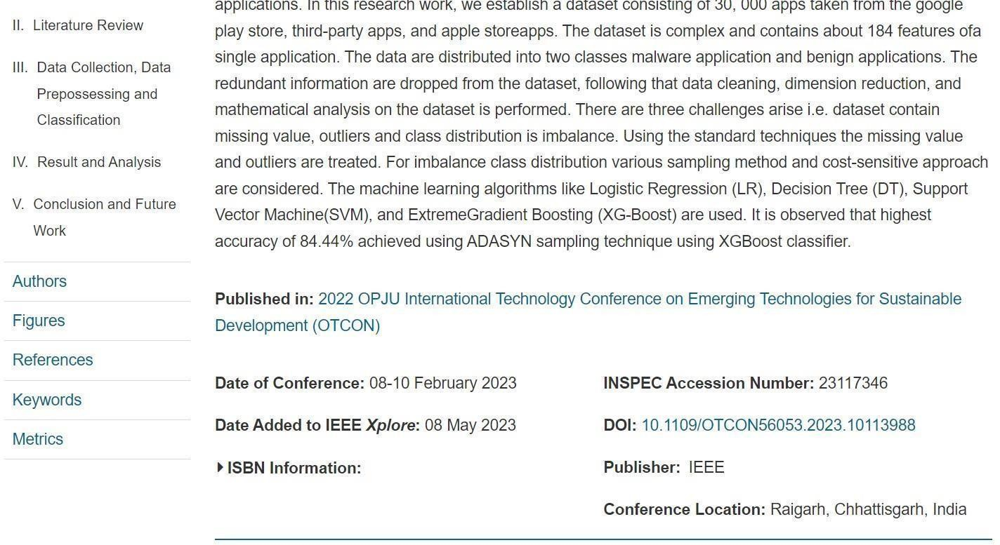 II. Literature Review
III. Data Collection, Data
Prepossessing and
Classification
IV. Result and Analysis
V. Conclusion and Future
Work
Authors
Figures
References
Keywords
Metrics
applications. In this research work, we establish a dataset consisting of 30, 000 apps taken from the google
play store, third-party apps, and apple storeapps. The dataset is complex and contains about 184 features ofa
single application. The data are distributed into two classes malware application and benign applications. The
redundant information are dropped from the dataset, following that data cleaning, dimension reduction, and
mathematical analysis on the dataset is performed. There are three challenges arise i.e. dataset contain
missing value, outliers and class distribution is imbalance. Using the standard techniques the missing value
and outliers are treated. For imbalance class distribution various sampling method and cost-sensitive approach
are considered. The machine learning algorithms like Logistic Regression (LR), Decision Tree (DT), Support
Vector Machine(SVM), and ExtremeGradient Boosting (XG-Boost) are used. It is observed that highest
accuracy of 84.44% achieved using ADASYN sampling technique using XGBoost classifier.
Published in: 2022 OPJU International Technology Conference on Emerging Technologies for Sustainable
Development (OTCON)
Date of Conference: 08-10 February 2023
Date Added to IEEE Xplore: 08 May 2023
ISBN Information:
INSPEC Accession Number: 23117346
DOI: 10.1109/OTCON56053.2023.10113988
Publisher: IEEE
Conference Location: Raigarh, Chhattisgarh, India